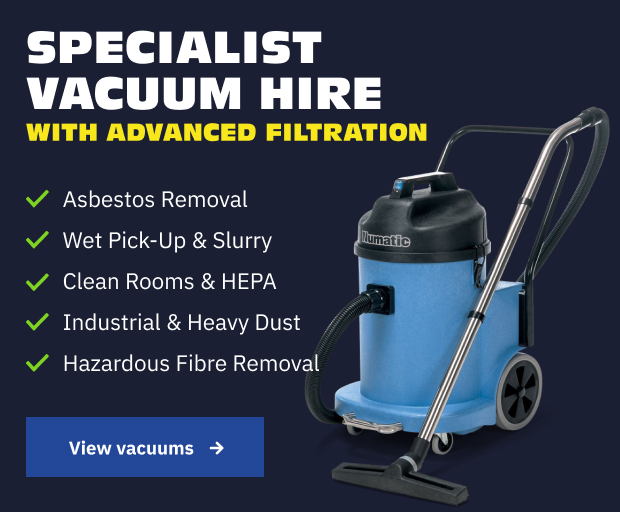 SPECIALIST
VACUUM HIRE
WITH ADVANCED FILTRATION
Asbestos Removal
Wet Pick-Up & Slurry
Clean Rooms & HEPA
Industrial & Heavy Dust
Hazardous Fibre Removal
View vacuums
Numatic